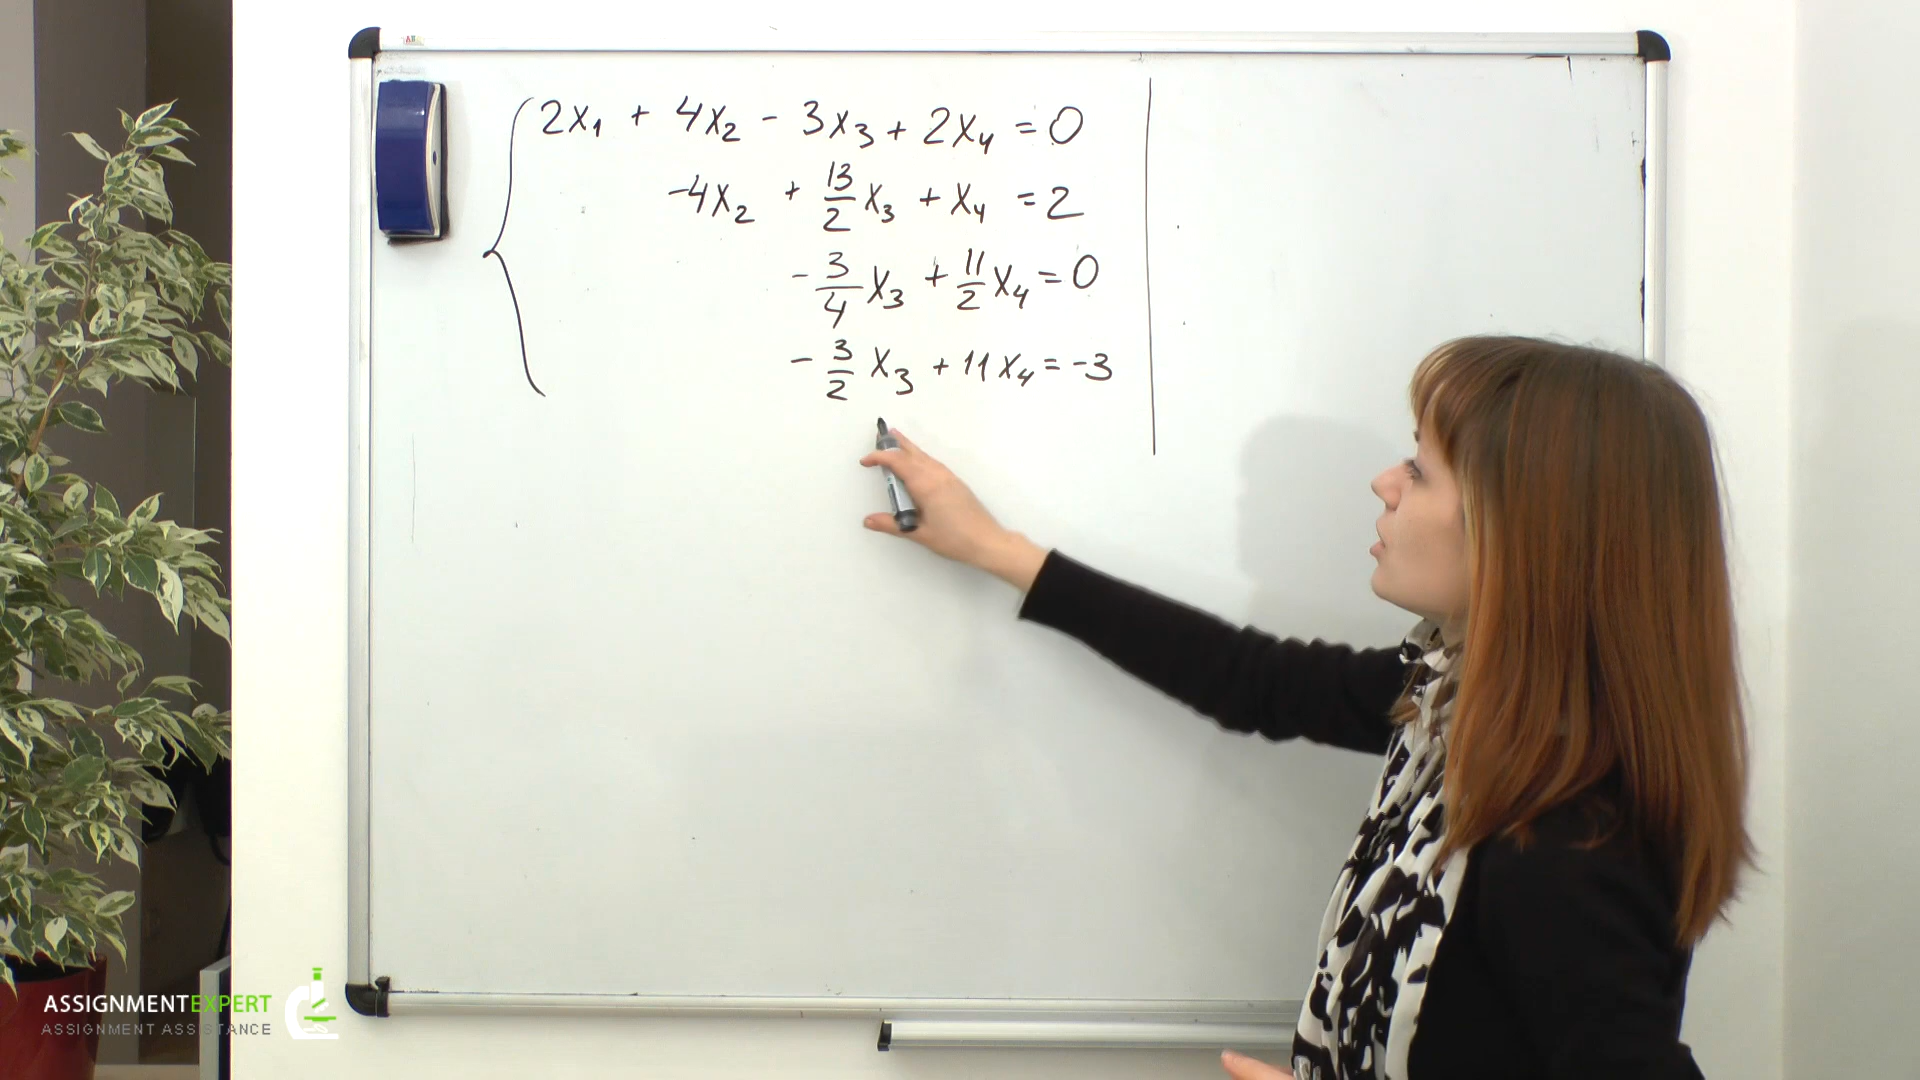 2x₁ + 4x₂ - 3x₃ + 2x₄ = 0
-4x₂ + 13/2 x₃ + x₄ = 2
- 3/4 x₃ + 11/2 x₄ = 0
- 3/2 x₃ + 11x₄ = -3
ASSIGNMENTEXPERT
ASSIGNMENT ASSISTANCE